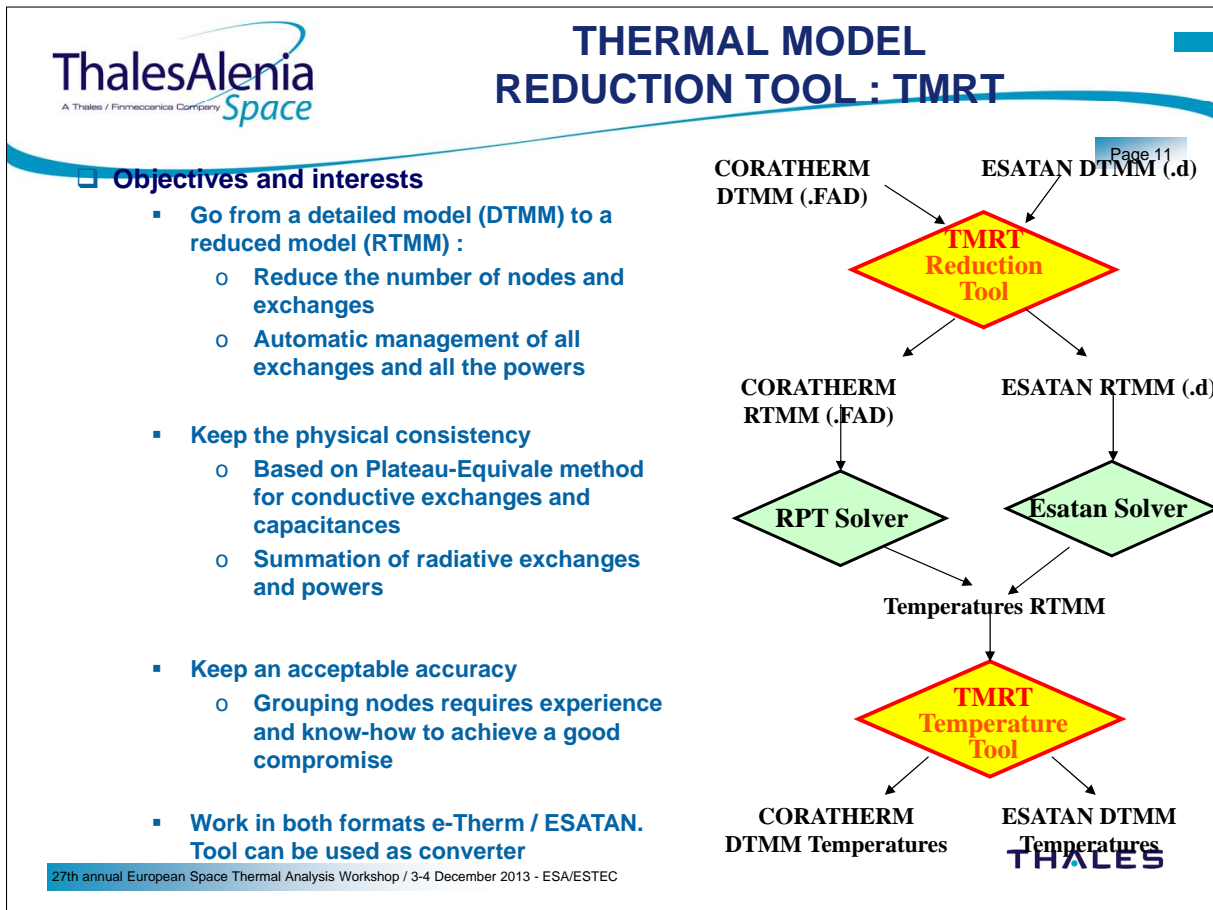 ThalesAlenia
A Thales / Finmeccanica Company
Space
THERMAL MODEL
REDUCTION TOOL : TMRT
Page 11
Objectives and interests
Go from a detailed model (DTMM) to a
reduced model (RTMM) :
o Reduce the number of nodes and
exchanges
o Automatic management of all
exchanges and all the powers
Keep the physical consistency
o Based on Plateau-Equivale method
for conductive exchanges and
capacitances
o Summation of radiative exchanges
and powers
Keep an acceptable accuracy
o Grouping nodes requires experience
and know-how to achieve a good
compromise
Work in both formats e-Therm / ESATAN.
Tool can be used as converter
CORATHERM
DTMM (.FAD)
ESATAN DTMM (.d)
TMRT
Reduction
Tool
CORATHERM
RTMM (.FAD)
ESATAN RTMM (.d)
RPT Solver
Esatan Solver
Temperatures RTMM
TMRT
Temperature
Tool
CORATHERM
DTMM Temperatures
ESATAN DTMM
Temperatures
THALES
27th annual European Space Thermal Analysis Workshop / 3-4 December 2013 - ESA/ESTEC